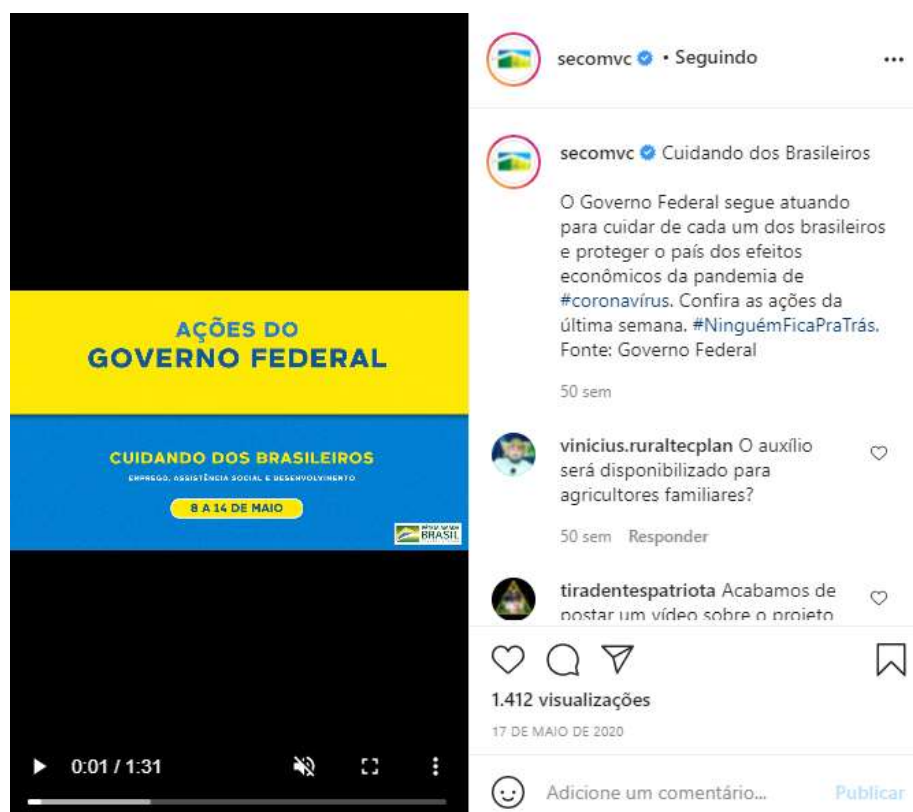 secomvc • Seguindo
secomvc Cuidando dos Brasileiros
O Governo Federal segue atuando
para cuidar de cada um dos brasileiros
e proteger o país dos efeitos
econômicos da pandemia de
#coronavírus. Confira as ações da
última semana. #NinguémFicaPraTrás.
Fonte: Governo Federal
50 sem
AÇÕES DO
GOVERNO FEDERAL
CUIDANDO DOS BRASILEIROS
EMPREGO, ASSISTÊNCIA SOCIAL E DESENVOLVIMENTO
8 A 14 DE MAIO
BRASIL
vinicius.ruraltecplan O auxílio
será disponibilizado para
agricultores familiares?
50 sem Responder
tiradentespatriota Acabamos de
postar um vídeo sobre o projeto
1.412 visualizações
17 DE MAIO DE 2020
0:01 / 1:31
Adicione um comentário... Publicar